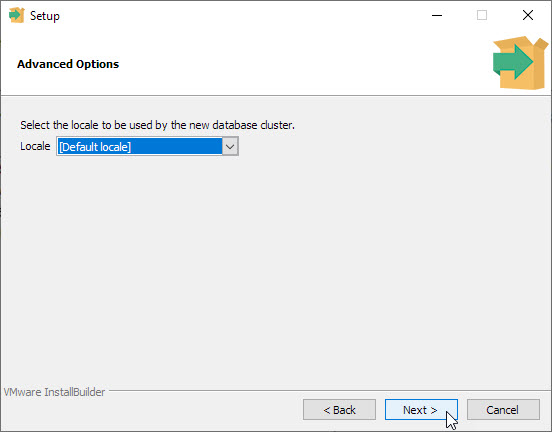 Setup
Advanced Options
Select the locale to be used by the new database cluster.
Locale [Default locale]
VMware InstallBuilder
< Back Next > Cancel